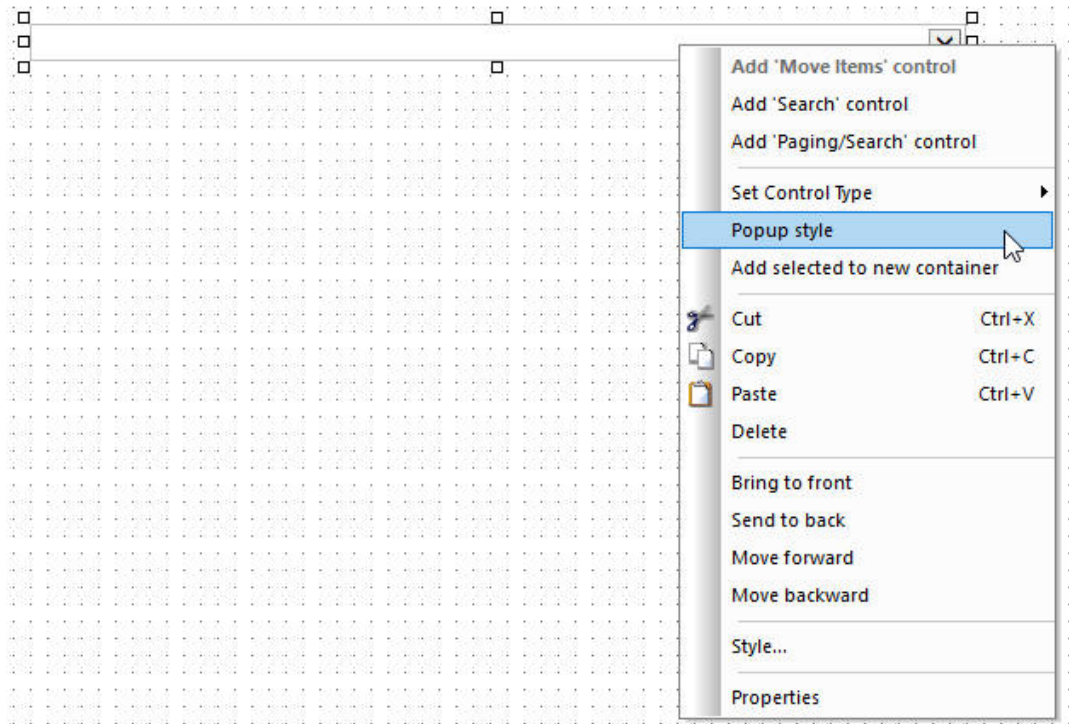 Add 'Move Items' control
Add 'Search' control
Add 'Paging/Search' control
Set Control Type
Popup style
Add selected to new container
Cut Ctrl+X
Copy Ctrl+C
Paste Ctrl+V
Delete
Bring to front
Send to back
Move forward
Move backward
Style...
Properties